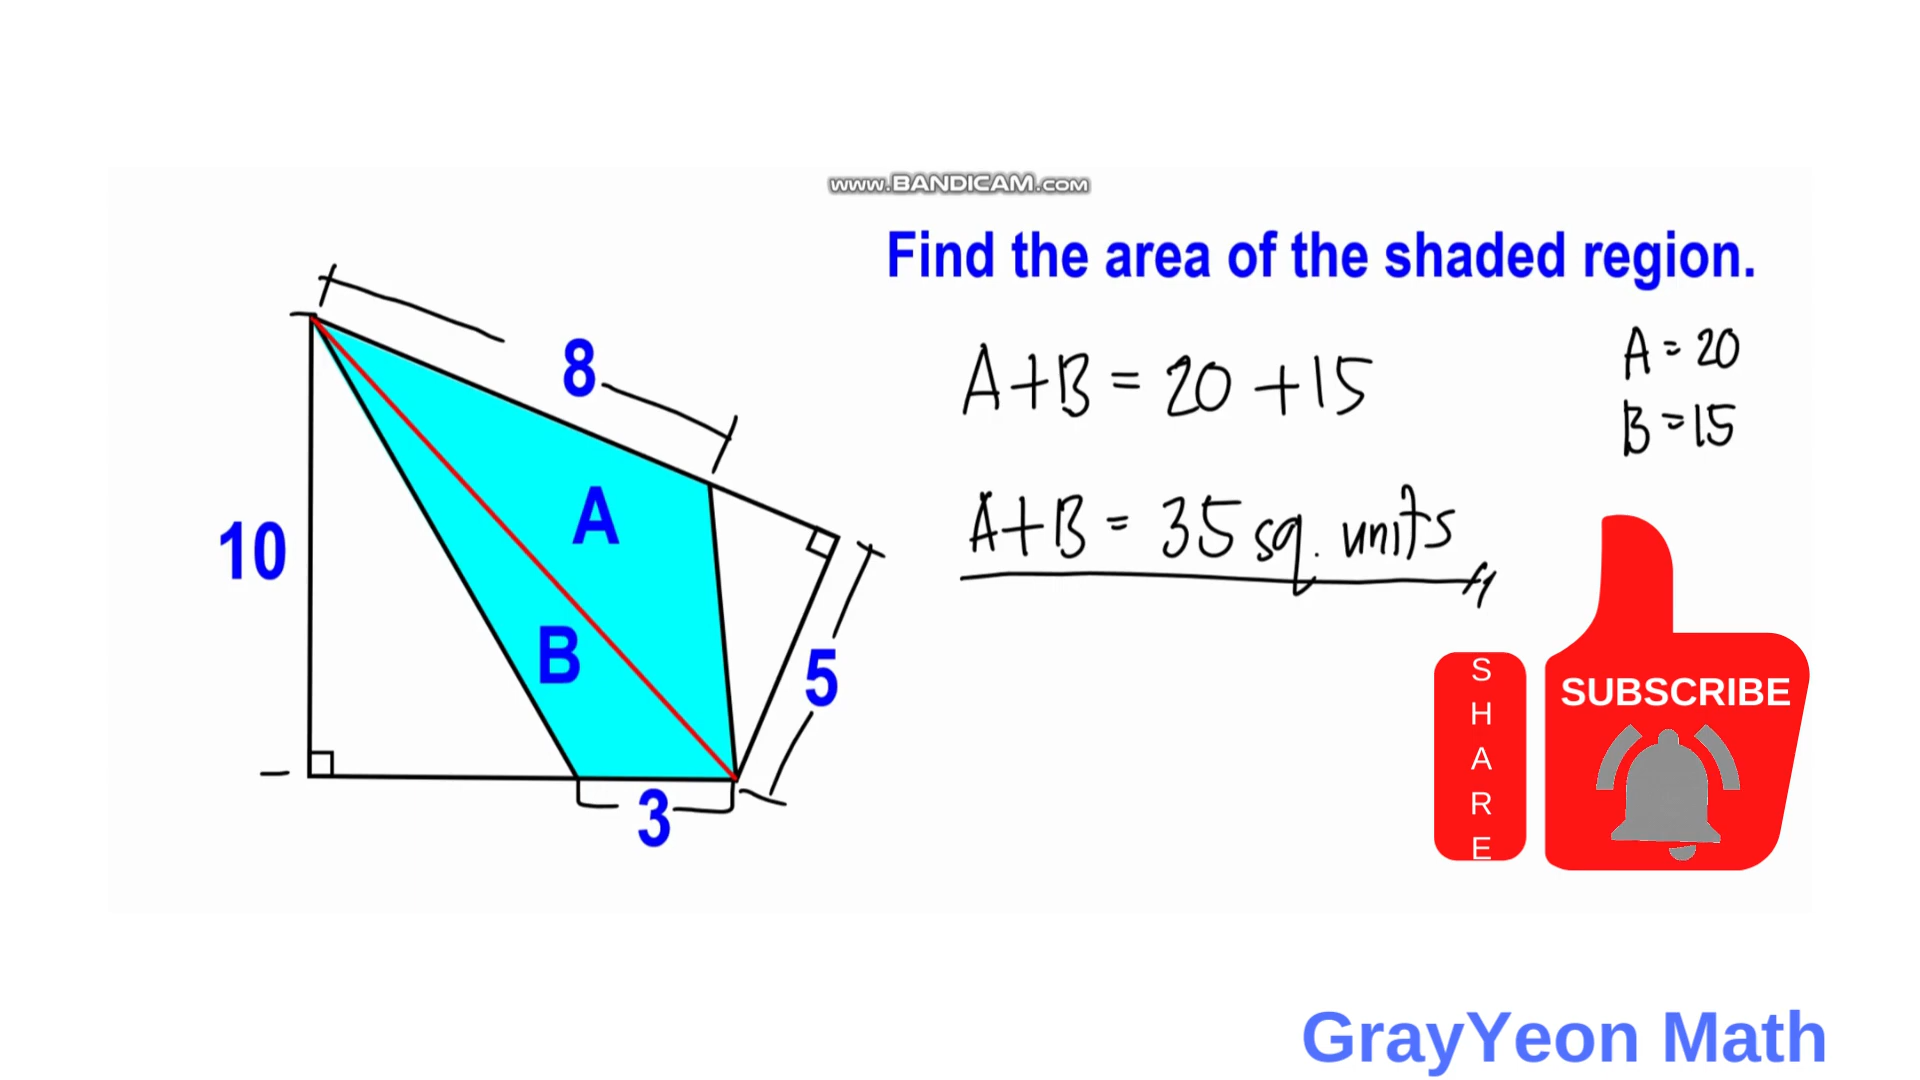 www.BANDICAM.com
Find the area of the shaded region.
8
10
A
B
5
3
A+B = 20 +15
A = 20
B = 15
A+B = 35 sq. units
SHARE
SUBSCRIBE
GrayYeon Math